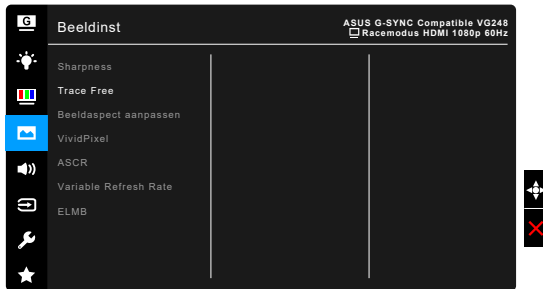 G
Beeldinst
ASUS G-SYNC Compatible VG248
Racemodus HDMI 1080p 60Hz
Sharpness
Trace Free
Beeldaspect aanpassen
VividPixel
ASCR
Variable Refresh Rate
ELMB